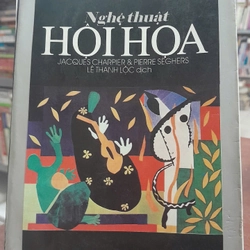 Nghệ thuật
HỘI HỌA
JACQUES CHARPIER & PIERRE SEGHERS
LÊ THANH LỘC dịch